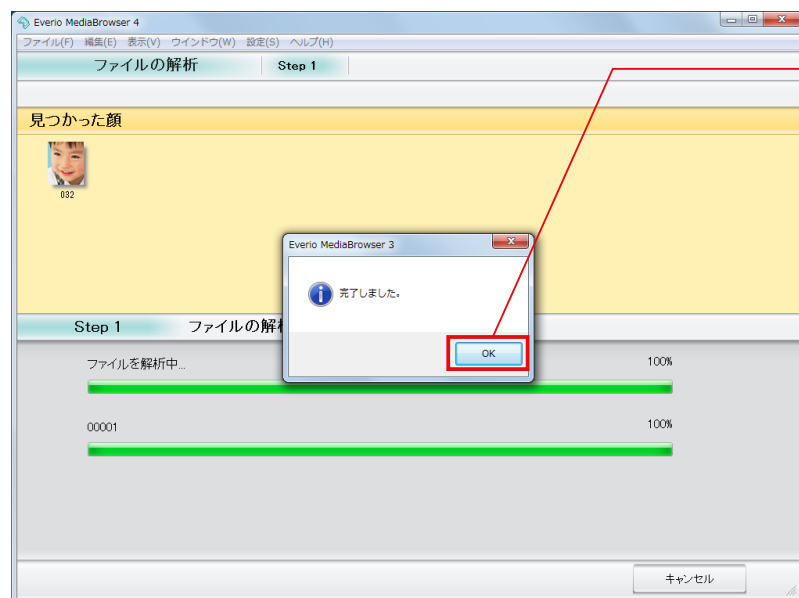 Everio MediaBrowser 4
ファイル(F) 編集(E) 表示(V) ウインドウ(W) 設定(S) ヘルプ(H)
ファイルの解析 Step 1
見つかった顔
032
Everio MediaBrowser 3
完了しました。
OK
Step 1 ファイルの解
ファイルを解析中... 100%
00001 100%
キャンセル